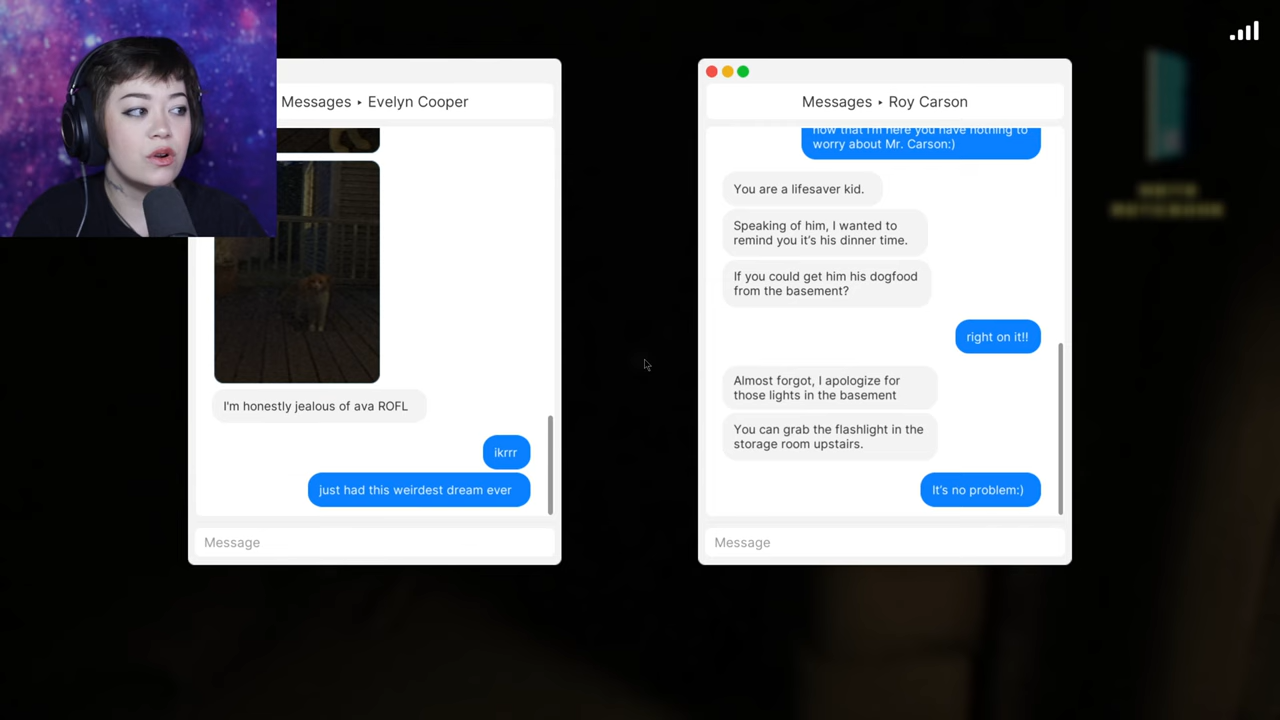 Messages ▸ Evelyn Cooper
I'm honestly jealous of ava ROFL
ikrrr
just had this weirdest dream ever
Message
Messages ▸ Roy Carson
now that I'm here you have nothing to
worry about Mr. Carson:)
You are a lifesaver kid.
Speaking of him, I wanted to
remind you it's his dinner time.
If you could get him his dogfood
from the basement?
right on it!!
Almost forgot, I apologize for
those lights in the basement
You can grab the flashlight in the
storage room upstairs.
It's no problem:)
Message